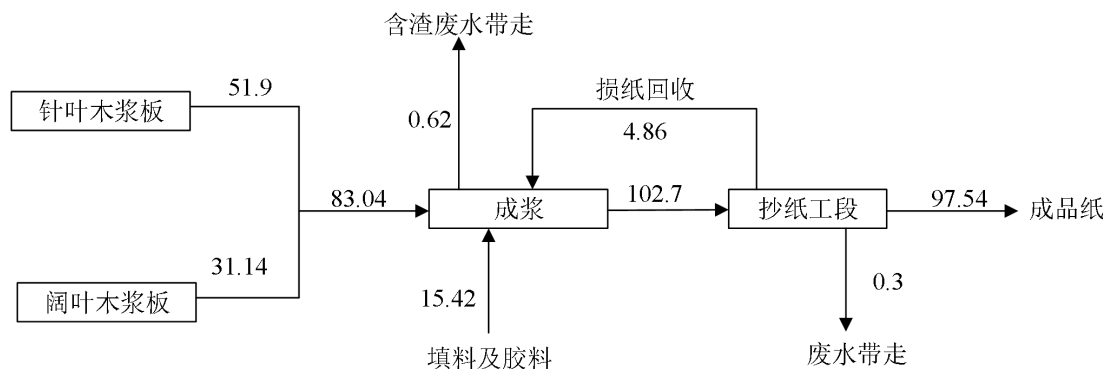 含渣废水带走
针叶木浆板
51.9
0.62
损纸回收
4.86
83.04
成浆
102.7
抄纸工段
97.54
成品纸
阔叶木浆板
31.14
15.42
填料及胶料
0.3
废水带走